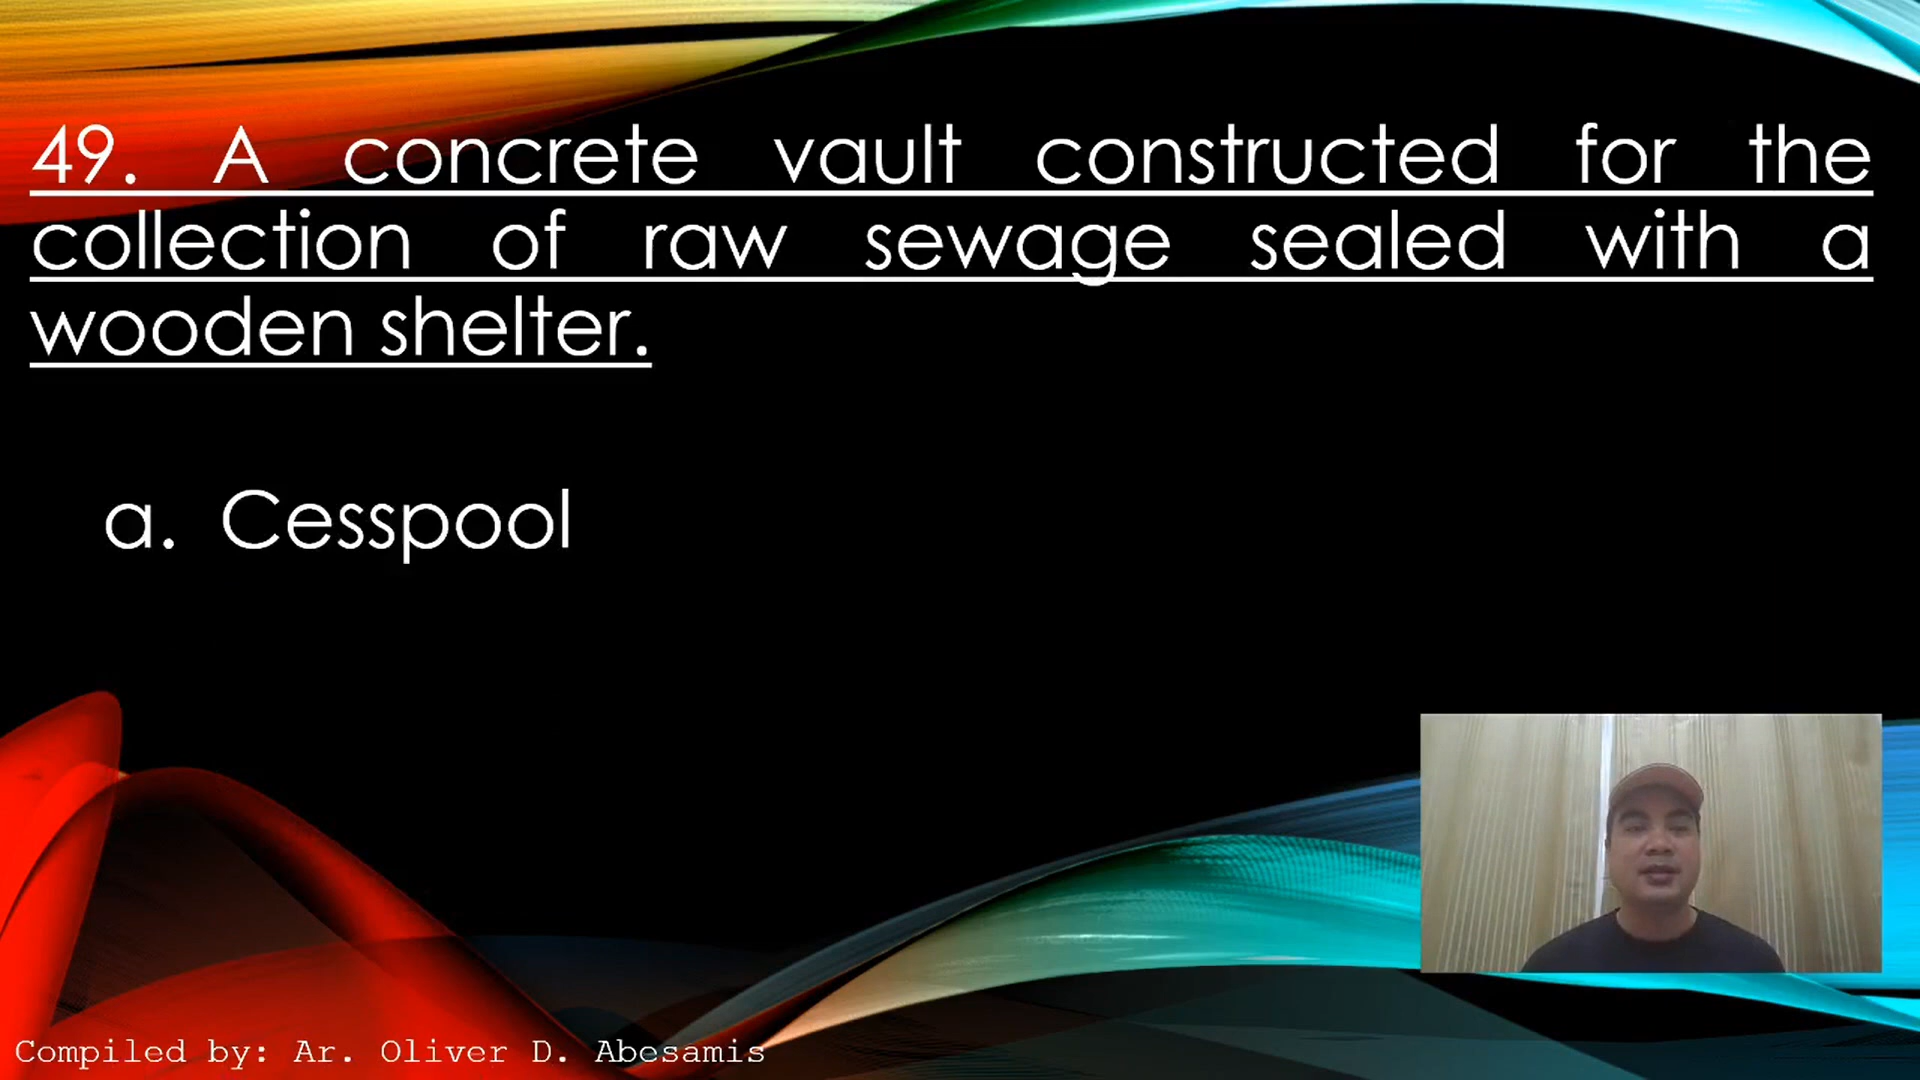 49. A concrete vault constructed for the
collection of raw sewage sealed with a
wooden shelter.
a. Cesspool
Compiled by: Ar. Oliver D. Abesamis